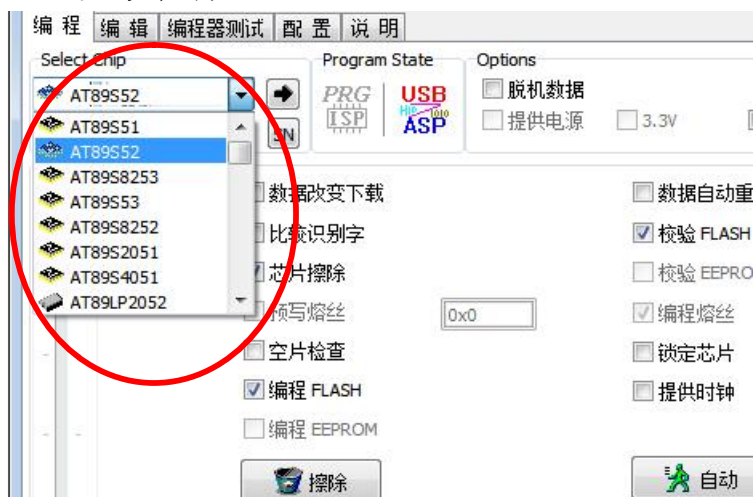 编 程 编 辑 编程器测试 配 置 说 明
Select Chip Program State Options
AT89S52 PRG ISP USB ASP 脱机数据
SN 提供电源 3.3V
AT89S51
AT89S52
AT89S8253
AT89S53
AT89S8252
AT89S2051
AT89S4051
AT89LP2052
数据改变下载 数据自动重
比较识别字 校验 FLASH
芯片擦除 校验 EEPRO
预写熔丝 0x0 编程熔丝
空片检查 锁定芯片
编程 FLASH 提供时钟
编程 EEPROM
擦除 自动